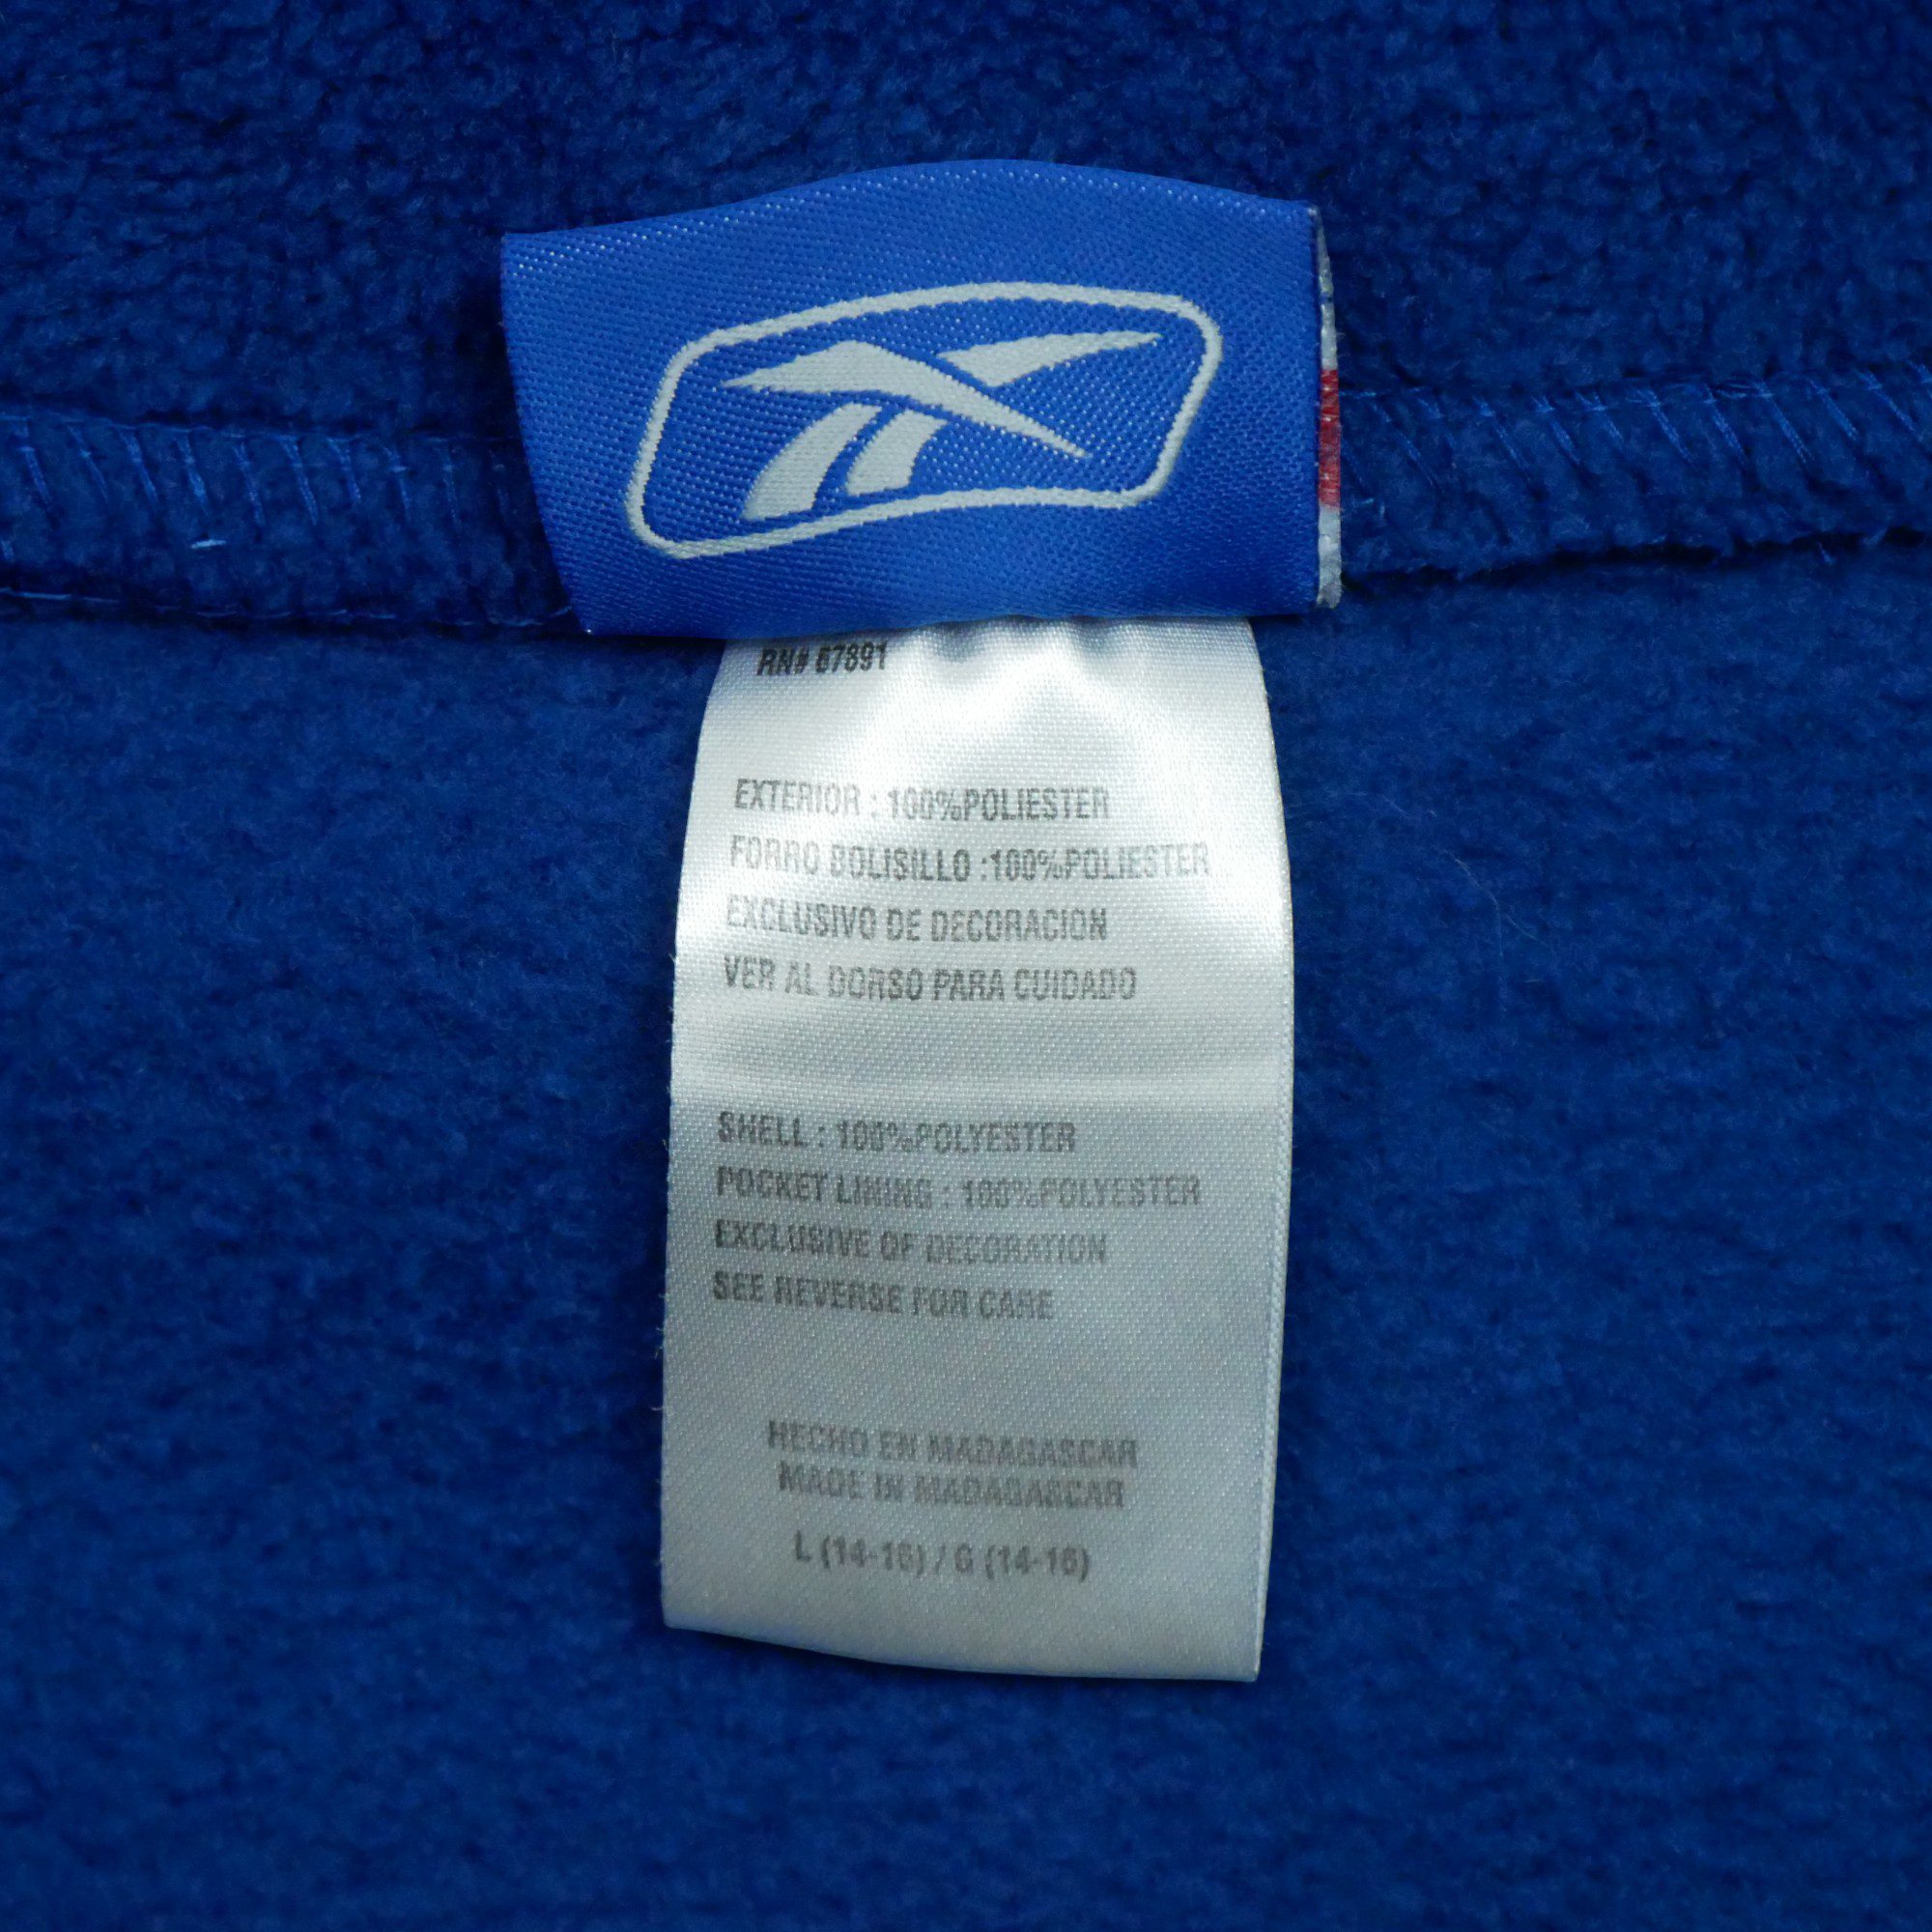 RN# 67891
EXTERIOR : 100%POLIESTER
FORRO BOLISILLO :100%POLIESTER
EXCLUSIVO DE DECORACION
VER AL DORSO PARA CUIDADO
SHELL : 100%POLYESTER
POCKET LINING : 100%POLYESTER
EXCLUSIVE OF DECORATION
SEE REVERSE FOR CARE
HECHO EN MADAGASCAR
MADE IN MADAGASCAR
L (14-16) / G (14-16)